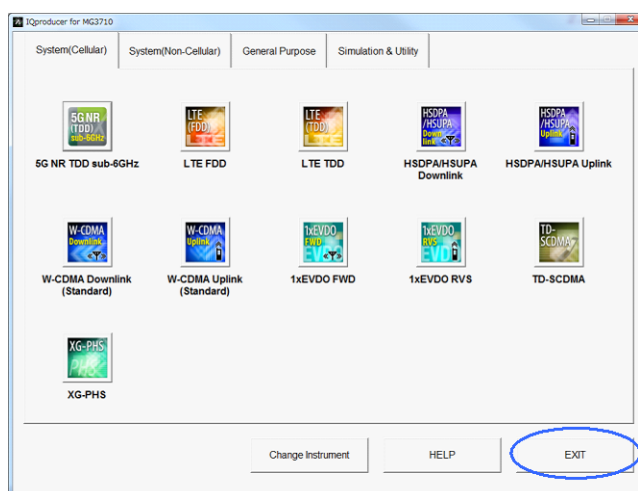 IQproducer for MG3710
System(Cellular) System(Non-Cellular) General Purpose Simulation & Utility
5G NR (TDD) sub-6GHz
LTE (FDD)
LTE (TDD)
HSDPA /HSUPA Downlink
HSDPA /HSUPA Uplink
5G NR TDD sub-6GHz LTE FDD LTE TDD HSDPA/HSUPA Downlink HSDPA/HSUPA Uplink
W-CDMA Downlink
W-CDMA Uplink
1xEVDO FWD
1xEVDO RVS
TD-SCDMA
W-CDMA Downlink (Standard) W-CDMA Uplink (Standard) 1xEVDO FWD 1xEVDO RVS TD-SCDMA
XG-PHS
XG-PHS
Change Instrument HELP EXIT